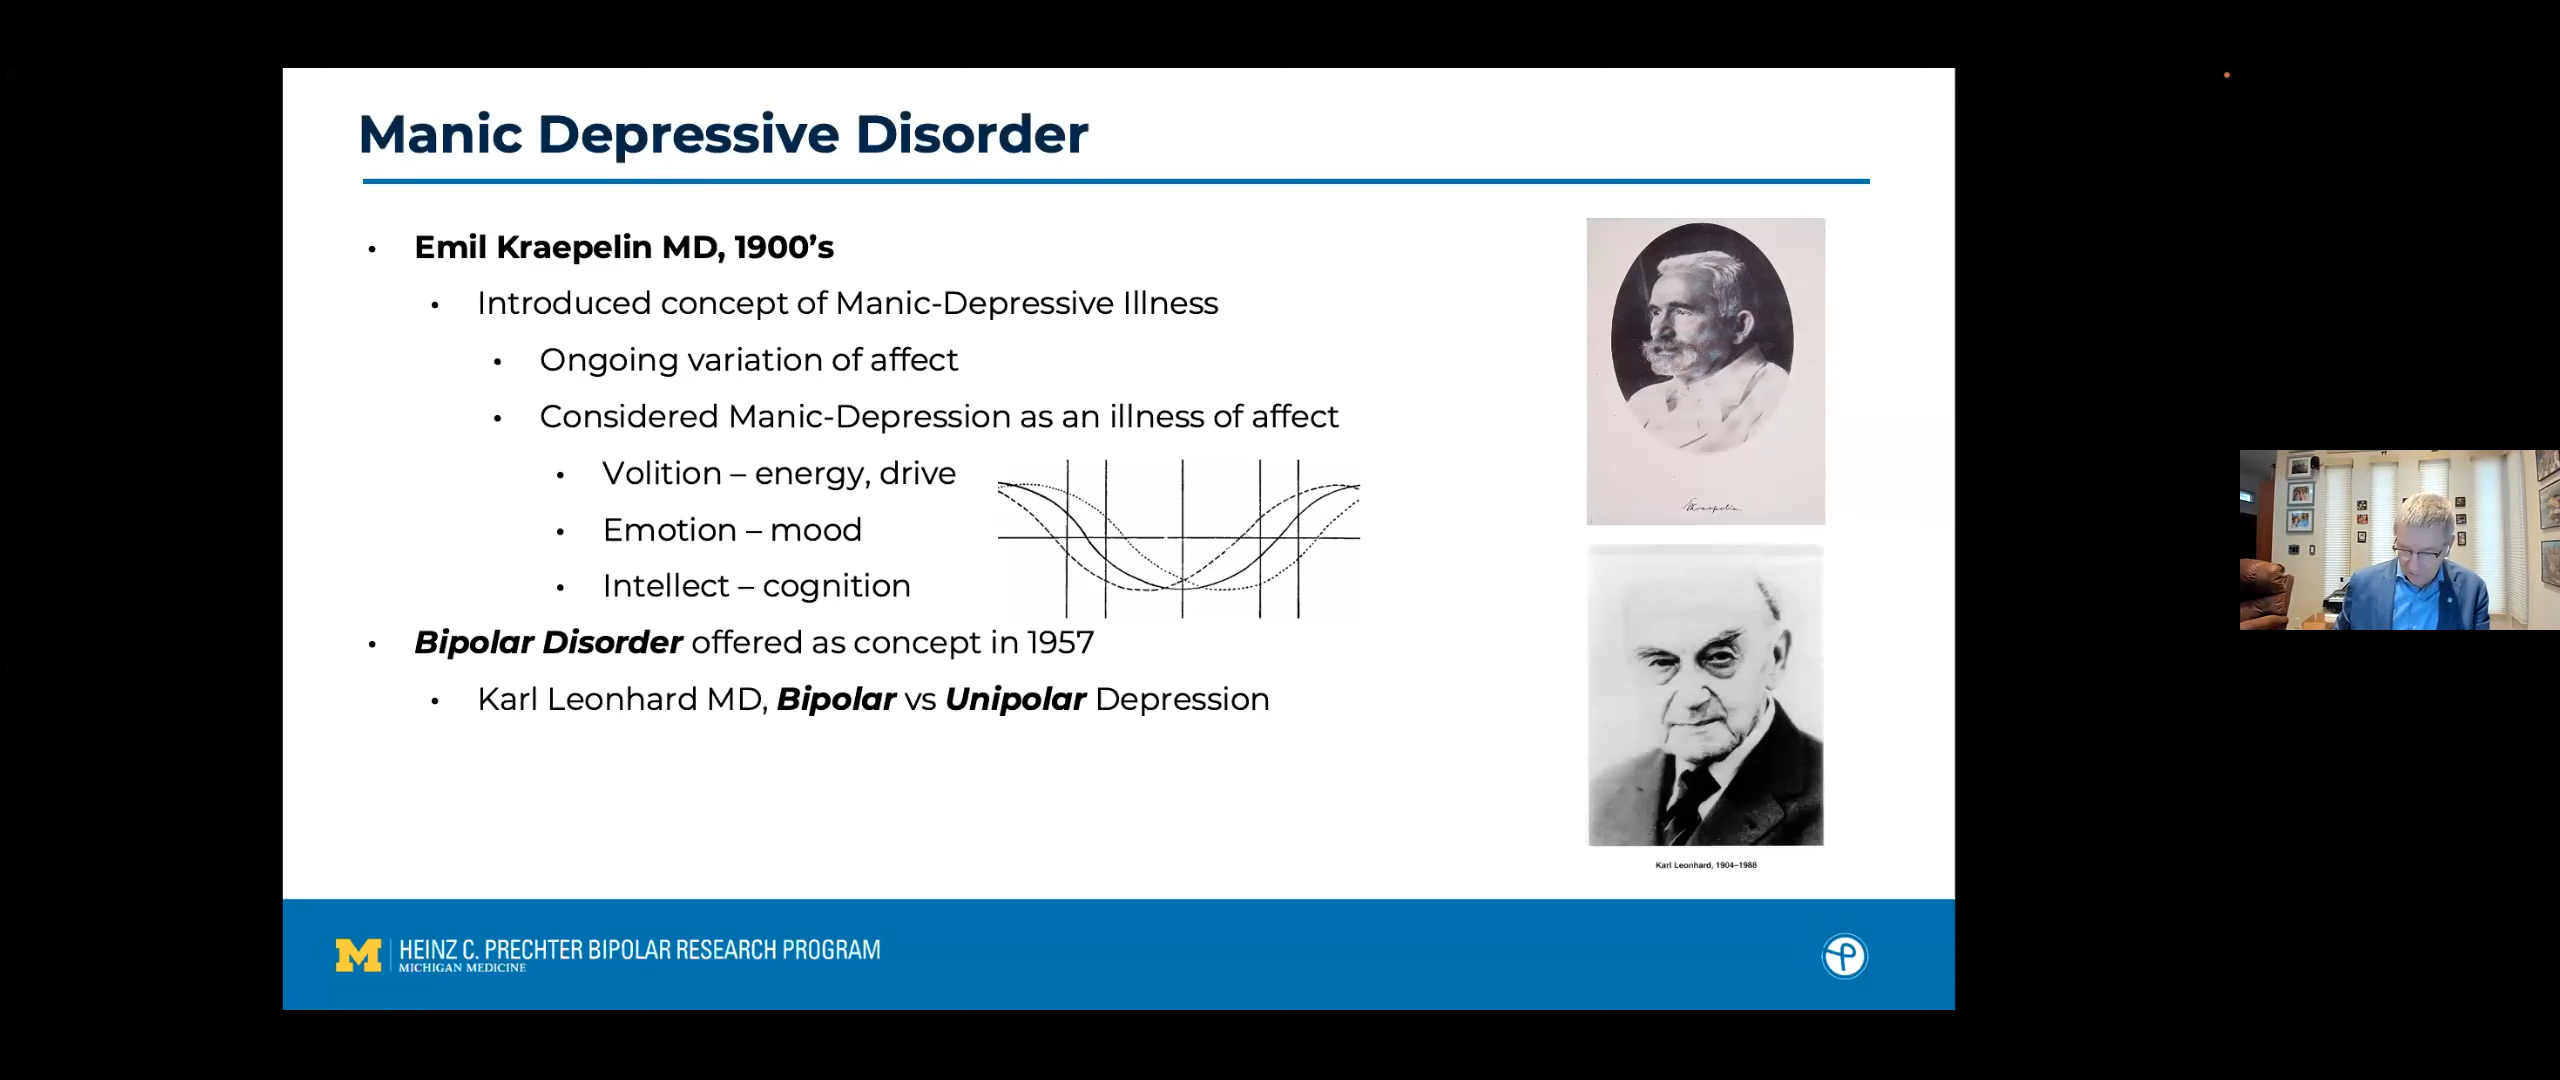 Manic Depressive Disorder
• Emil Kraepelin MD, 1900’s
• Introduced concept of Manic-Depressive Illness
• Ongoing variation of affect
• Considered Manic-Depression as an illness of affect
• Volition – energy, drive
• Emotion – mood
• Intellect – cognition
• Bipolar Disorder offered as concept in 1957
• Karl Leonhard MD, Bipolar vs Unipolar Depression
Kraepelin.
Karl Leonhard, 1904–1988
M HEINZ C. PRECHTER BIPOLAR RESEARCH PROGRAM
MICHIGAN MEDICINE
P